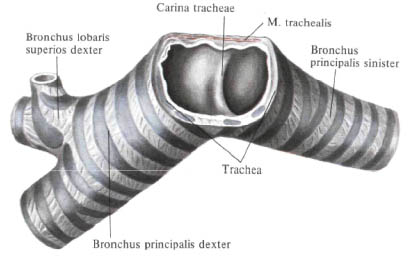 Carina tracheae
M. trachealis
Bronchus lobaris
superios dexter
Bronchus
principalis sinister
Trachea
Bronchus principalis dexter